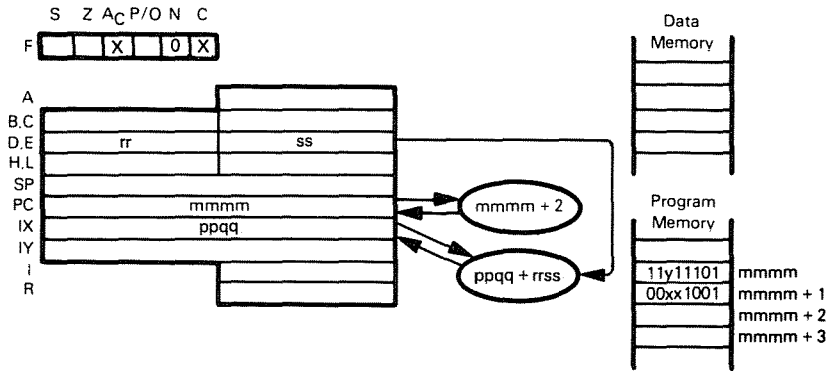 S Z AC P/O N C
F X 0 X
Data
Memory
A
B,C
D,E rr ss
H,L
SP
PC mmmm
mmmm + 2
IX ppqq
IY
ppqq + rrss
I
R
Program
Memory
11y11101 mmmm
00xx1001 mmmm + 1
mmmm + 2
mmmm + 3